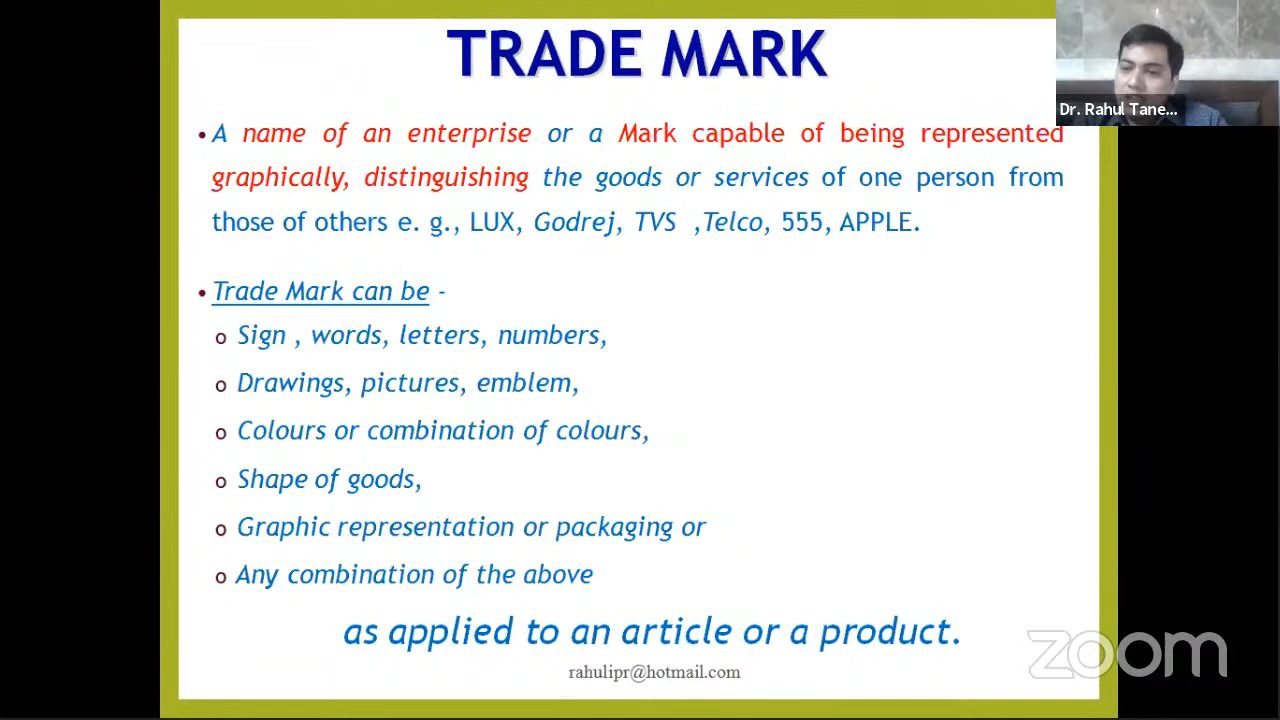 TRADE MARK
Dr. Rahul Tane...
• A name of an enterprise or a Mark capable of being represented
graphically, distinguishing the goods or services of one person from
those of others e. g., LUX, Godrej, TVS ,Telco, 555, APPLE.
• Trade Mark can be -
o Sign , words, letters, numbers,
o Drawings, pictures, emblem,
o Colours or combination of colours,
o Shape of goods,
o Graphic representation or packaging or
o Any combination of the above
as applied to an article or a product.
rahulipr@hotmail.com
zoom